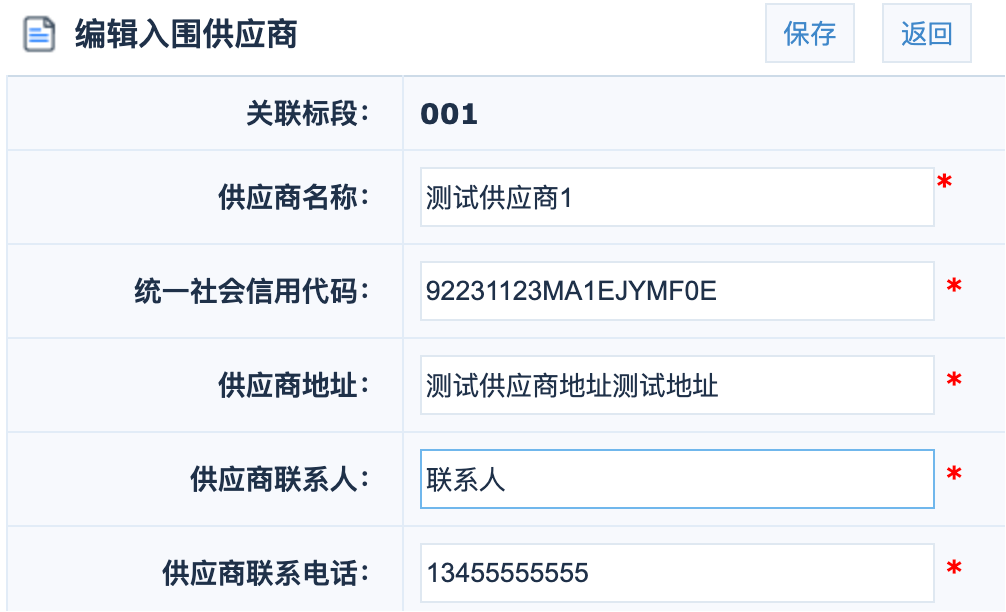 编辑入围供应商 保存 返回
关联标段： 001
供应商名称： 测试供应商1 *
统一社会信用代码： 92231123MA1EJYMF0E *
供应商地址： 测试供应商地址测试地址 *
供应商联系人： 联系人 *
供应商联系电话： 13455555555 *